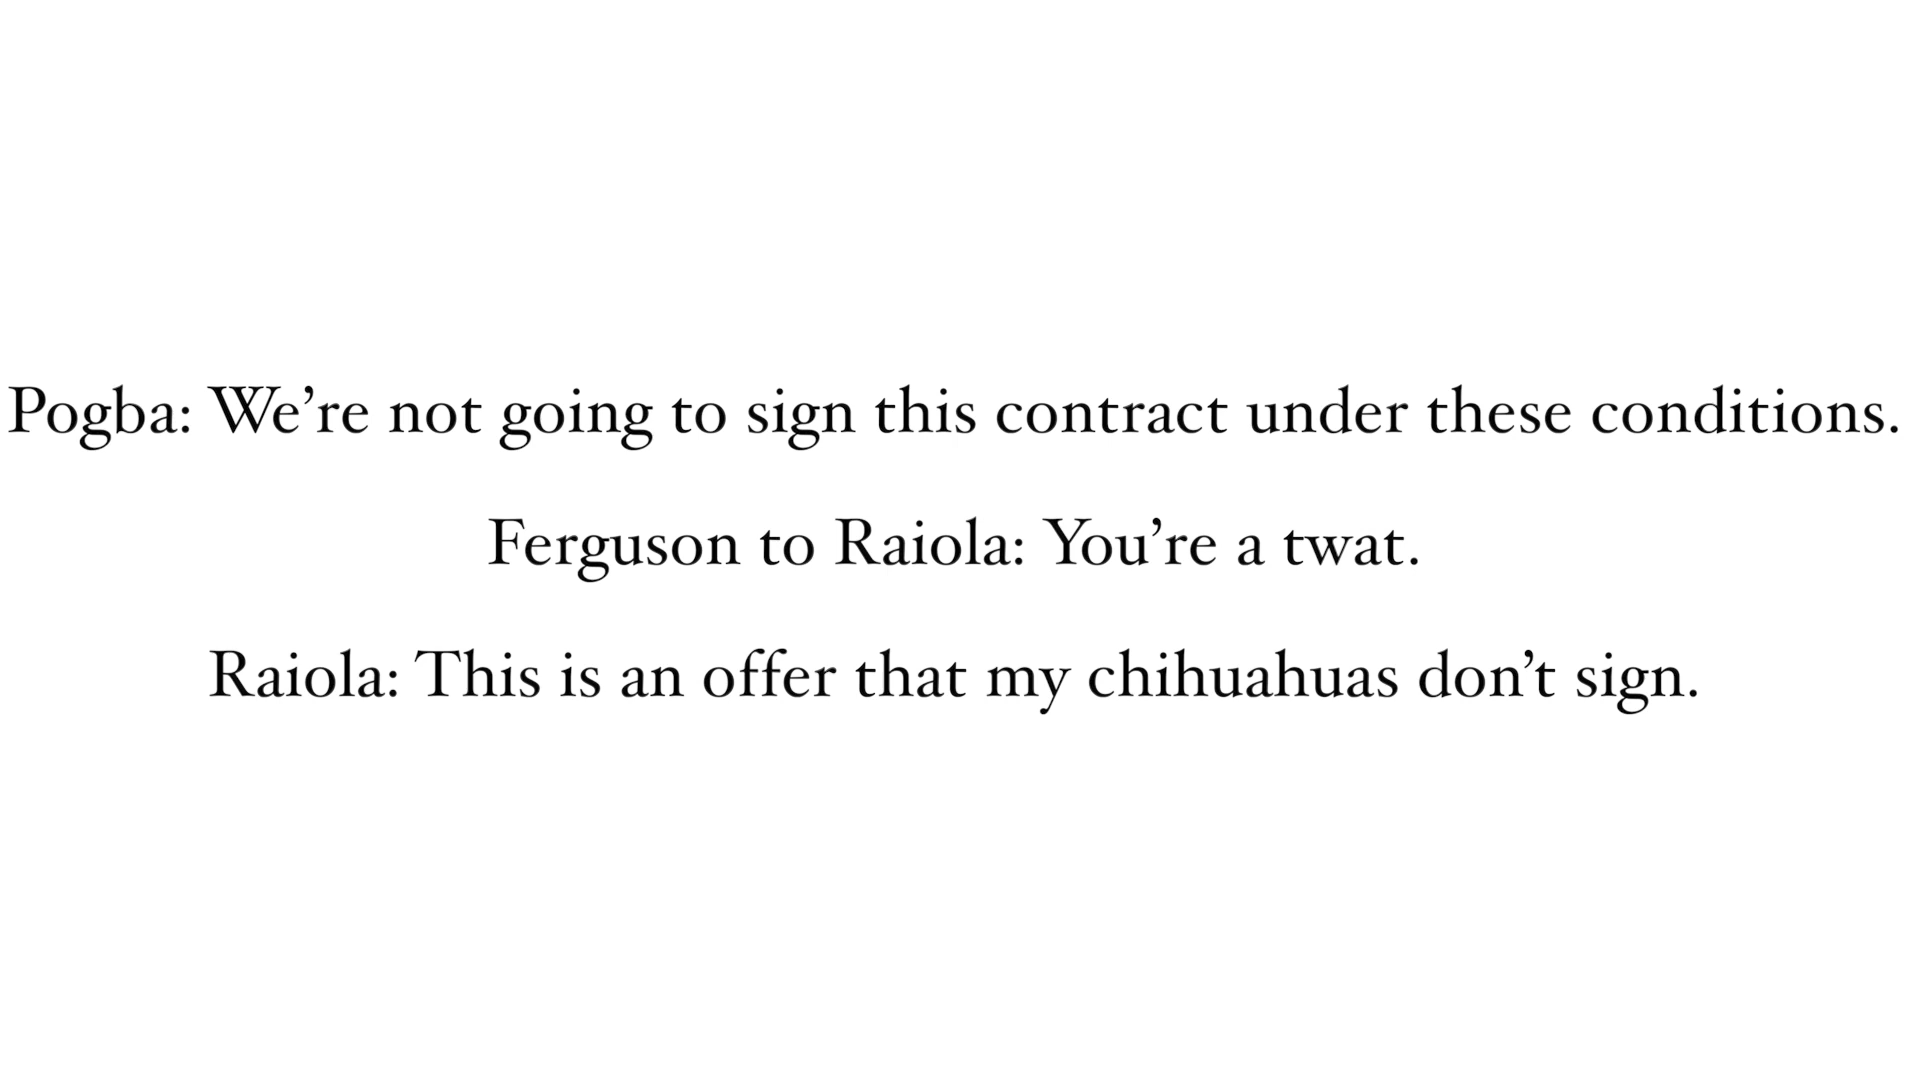 Pogba: We’re not going to sign this contract under these conditions.
Ferguson to Raiola: You’re a twat.
Raiola: This is an offer that my chihuahuas don’t sign.